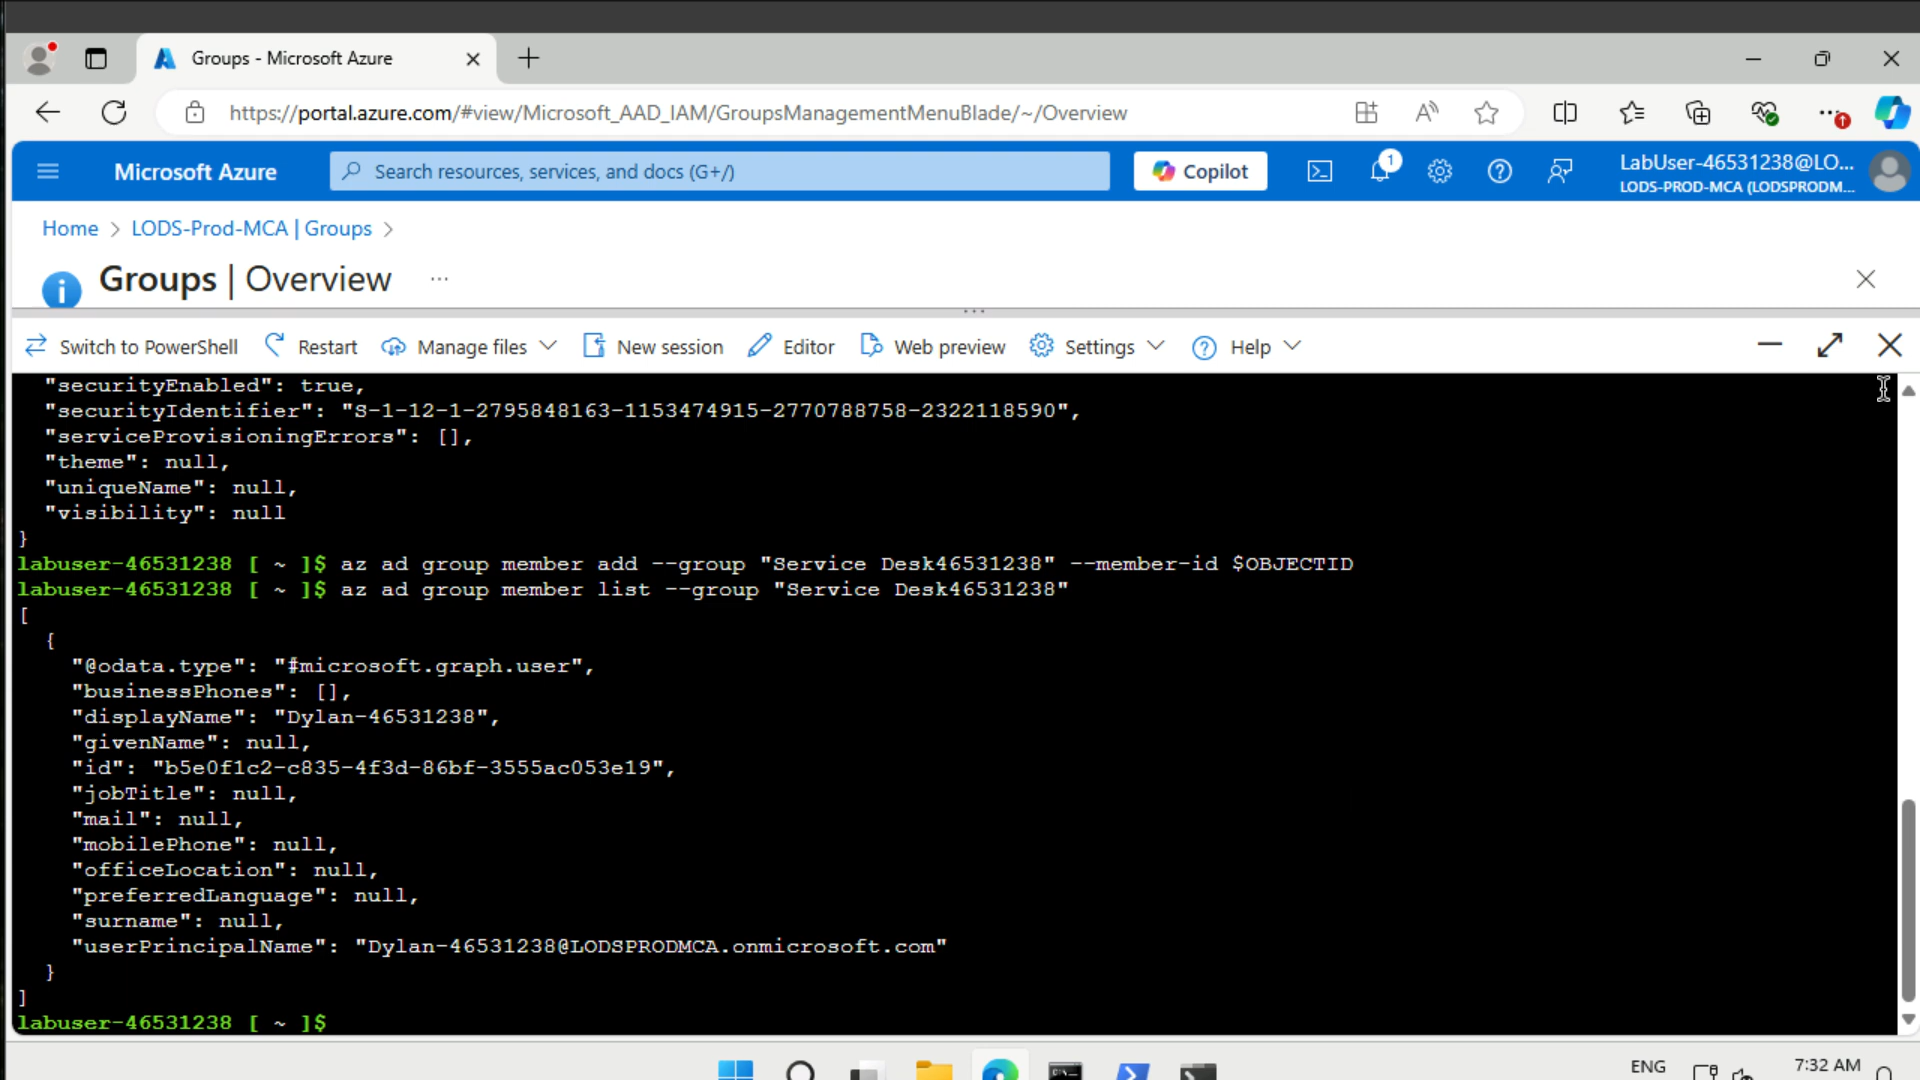 Groups - Microsoft Azure
https://portal.azure.com/#view/Microsoft_AAD_IAM/GroupsManagementMenuBlade/~/Overview
Microsoft Azure
Search resources, services, and docs (G+/)
Copilot
1
LabUser-46531238@LO...
LODS-PROD-MCA (LODSPRODM...
Home > LODS-Prod-MCA | Groups >
Groups | Overview ...
Switch to PowerShell Restart Manage files New session Editor Web preview Settings Help
"securityEnabled": true,
"securityIdentifier": "S-1-12-1-2795848163-1153474915-2770788758-2322118590",
"serviceProvisioningErrors": [],
"theme": null,
"uniqueName": null,
"visibility": null
}
labuser-46531238 [ ~ ]$ az ad group member add --group "Service Desk46531238" --member-id $OBJECTID
labuser-46531238 [ ~ ]$ az ad group member list --group "Service Desk46531238"
[
{
"@odata.type": "#microsoft.graph.user",
"businessPhones": [],
"displayName": "Dylan-46531238",
"givenName": null,
"id": "b5e0f1c2-c835-4f3d-86bf-3555ac053e19",
"jobTitle": null,
"mail": null,
"mobilePhone": null,
"officeLocation": null,
"preferredLanguage": null,
"surname": null,
"userPrincipalName": "Dylan-46531238@LODSPRODMCA.onmicrosoft.com"
}
]
labuser-46531238 [ ~ ]$
ENG
7:32 AM